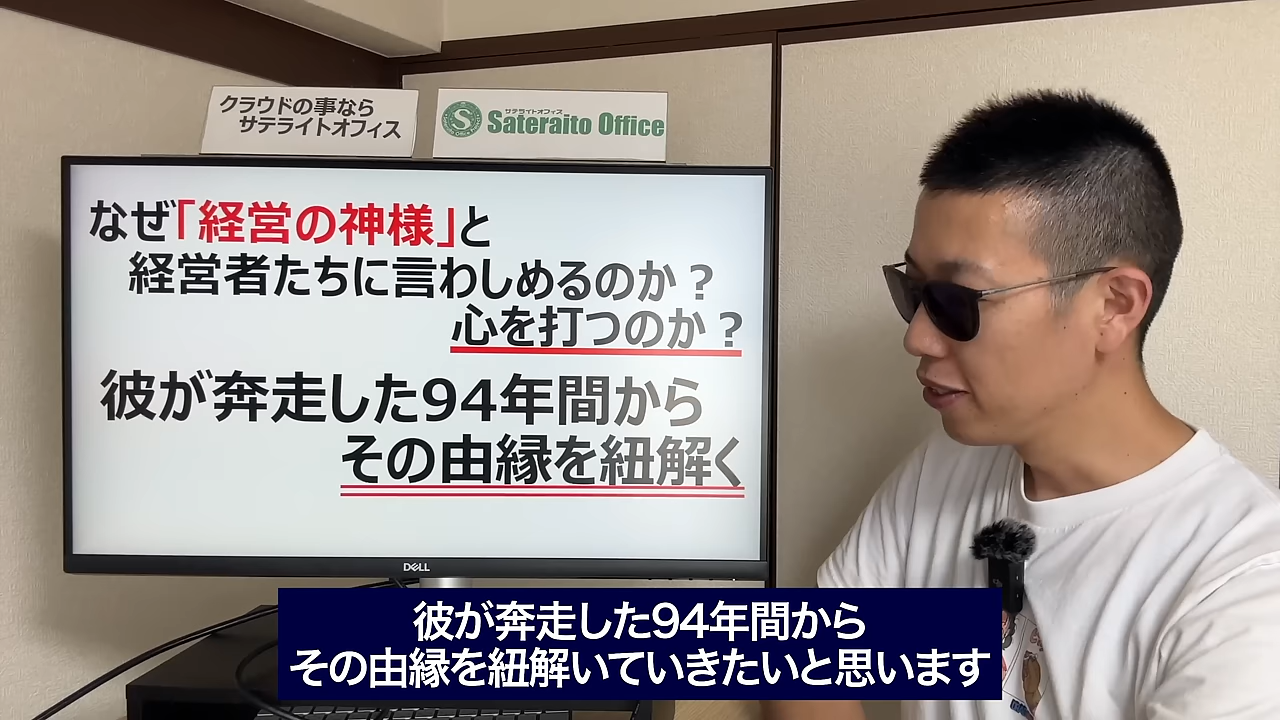 クラウドの事なら
サテライトオフィス
サテライトオフィス
Sateraito Office
なぜ「経営の神様」と
経営者たちに言わしめるのか？
心を打つのか？
彼が奔走した94年間から
その由縁を紐解く
DELL
彼が奔走した94年間から
その由縁を紐解いていきたいと思います